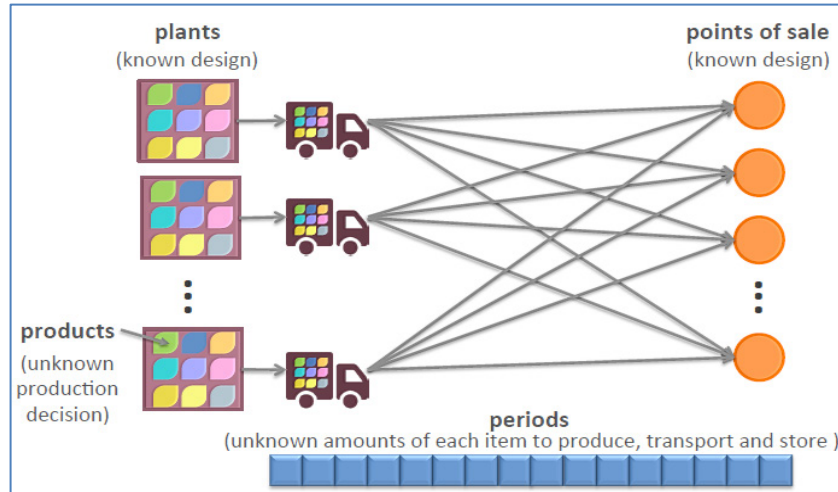 plants
(known design)
points of sale
(known design)
products
(unknown
production
decision)
periods
(unknown amounts of each item to produce, transport and store )